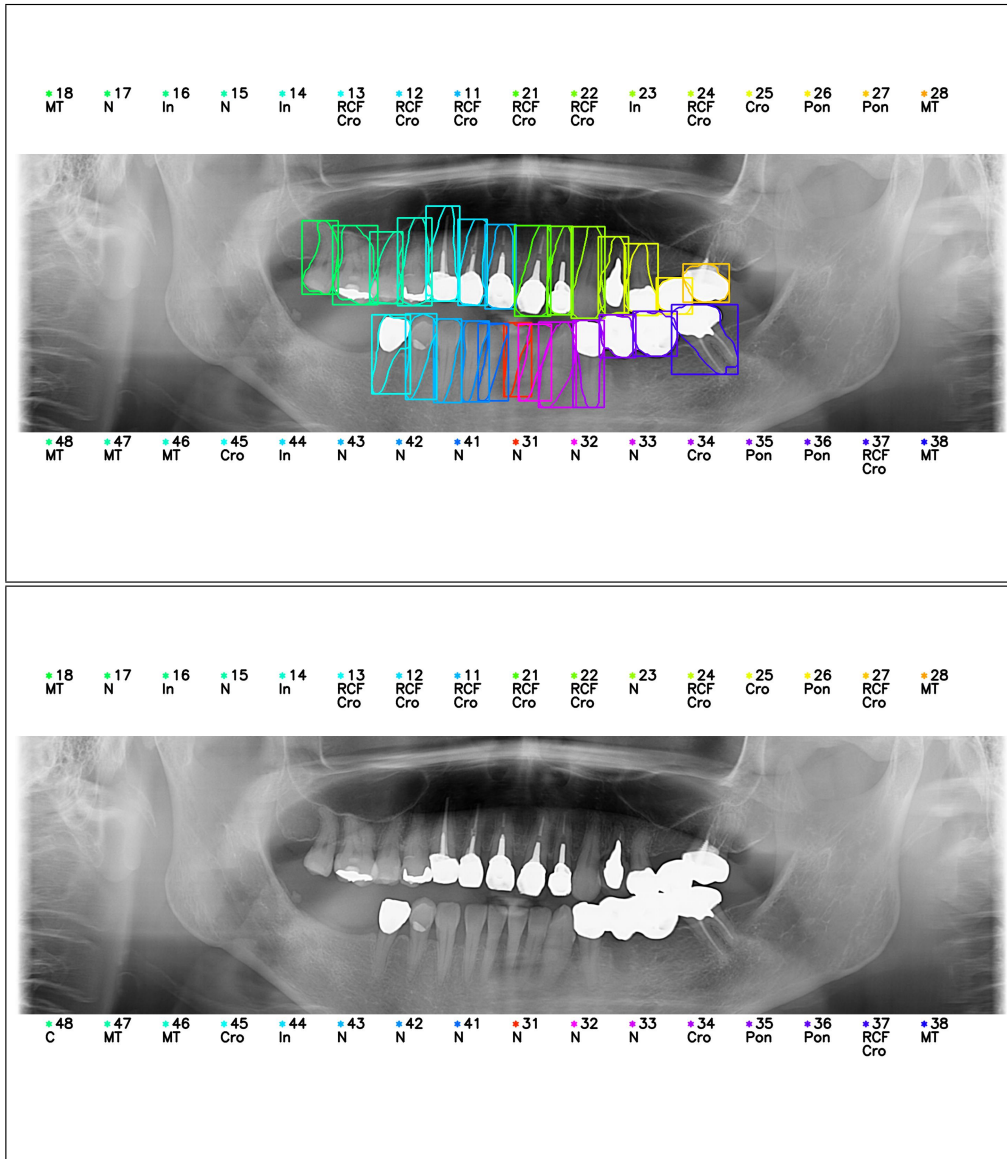 * 18 * 17 * 16 * 15 * 14 * 13 * 12 * 11 * 21 * 22 * 23 * 24 * 25 * 26 * 27 * 28
MT N In N In RCF RCF RCF RCF RCF In RCF Cro Pon Pon MT
Cro Cro Cro Cro Cro Cro
* 48 * 47 * 46 * 45 * 44 * 43 * 42 * 41 * 31 * 32 * 33 * 34 * 35 * 36 * 37 * 38
MT MT MT Cro In N N N N N N Cro Pon Pon RCF MT
Cro
* 18 * 17 * 16 * 15 * 14 * 13 * 12 * 11 * 21 * 22 * 23 * 24 * 25 * 26 * 27 * 28
MT N In N In RCF RCF RCF RCF RCF N RCF Cro Pon RCF MT
Cro Cro Cro Cro Cro Cro Cro
* 48 * 47 * 46 * 45 * 44 * 43 * 42 * 41 * 31 * 32 * 33 * 34 * 35 * 36 * 37 * 38
C MT MT Cro In N N N N N N Cro Pon Pon RCF MT
Cro